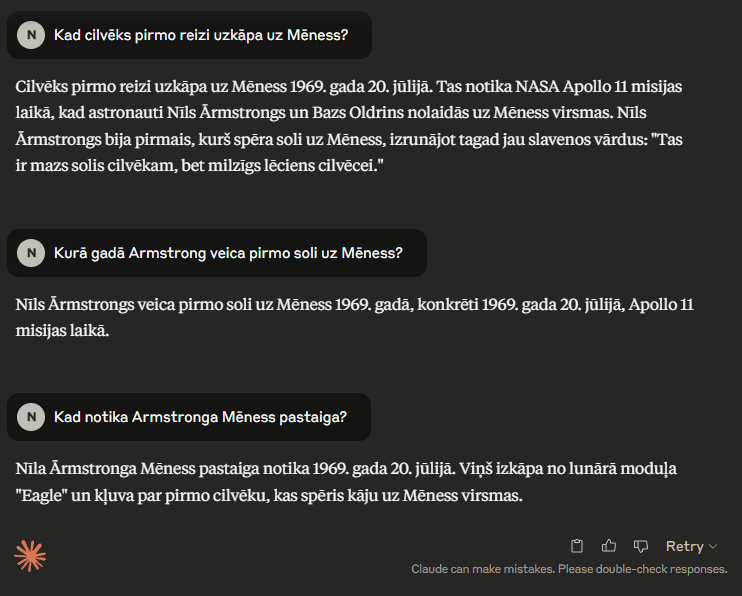 N Kad cilvēks pirmo reizi uzkāpa uz Mēness?
Cilvēks pirmo reizi uzkāpa uz Mēness 1969. gada 20. jūlijā. Tas notika NASA Apollo 11 misijas
laikā, kad astronauti Nīls Ārmstrongs un Bazs Oldrins nolaidās uz Mēness virsmas. Nīls
Ārmstrongs bija pirmais, kurš spēra soli uz Mēness, izrunājot tagad jau slavenos vārdus: "Tas
ir mazs solis cilvēkam, bet milzīgs lēciens cilvēcei."
N Kurā gadā Armstrong veica pirmo soli uz Mēness?
Nīls Ārmstrongs veica pirmo soli uz Mēness 1969. gadā, konkrēti 1969. gada 20. jūlijā, Apollo 11
misijas laikā.
N Kad notika Armstronga Mēness pastaiga?
Nīla Ārmstronga Mēness pastaiga notika 1969. gada 20. jūlijā. Viņš izkāpa no lunārā moduļa
"Eagle" un kļuva par pirmo cilvēku, kas spēris kāju uz Mēness virsmas.
Retry
Claude can make mistakes. Please double-check responses.